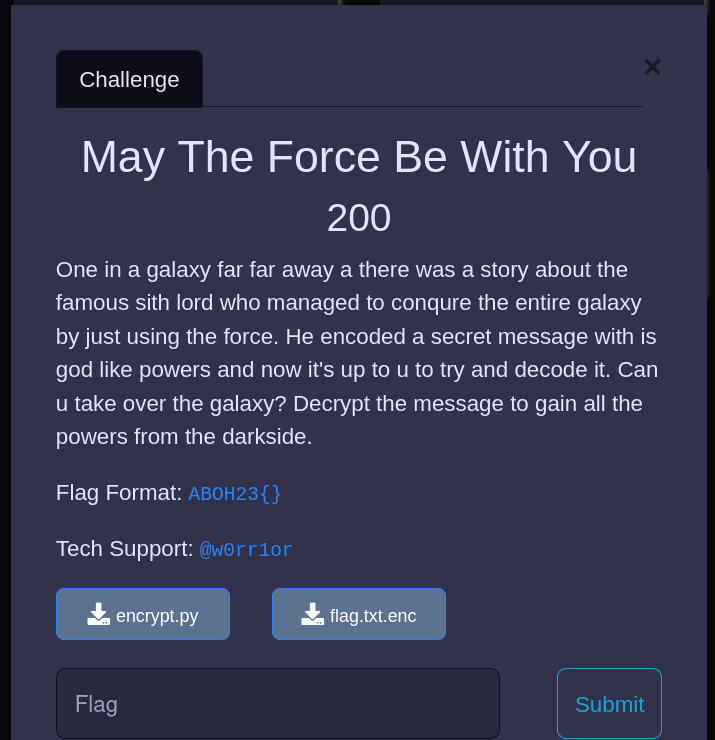 Challenge
×
May The Force Be With You
200
One in a galaxy far far away a there was a story about the
famous sith lord who managed to conqure the entire galaxy
by just using the force. He encoded a secret message with is
god like powers and now it's up to u to try and decode it. Can
u take over the galaxy? Decrypt the message to gain all the
powers from the darkside.
Flag Format: ABOH23{}
Tech Support: @w0rr1or
encrypt.py flag.txt.enc
Flag Submit